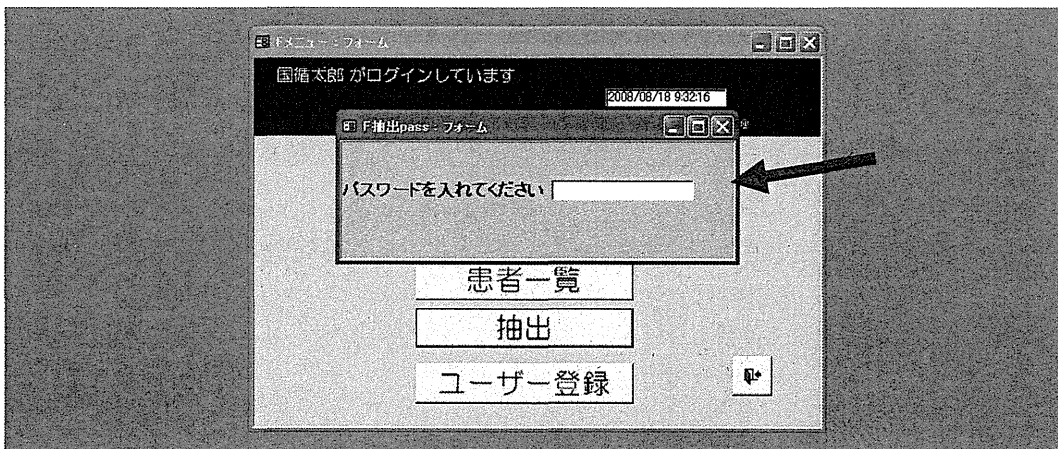 Fメニュー : フォーム
国循太郎 がログインしています
2008/08/18 9:32:16
F抽出pass : フォーム
パスワードを入れてください
患者一覧
抽出
ユーザー登録